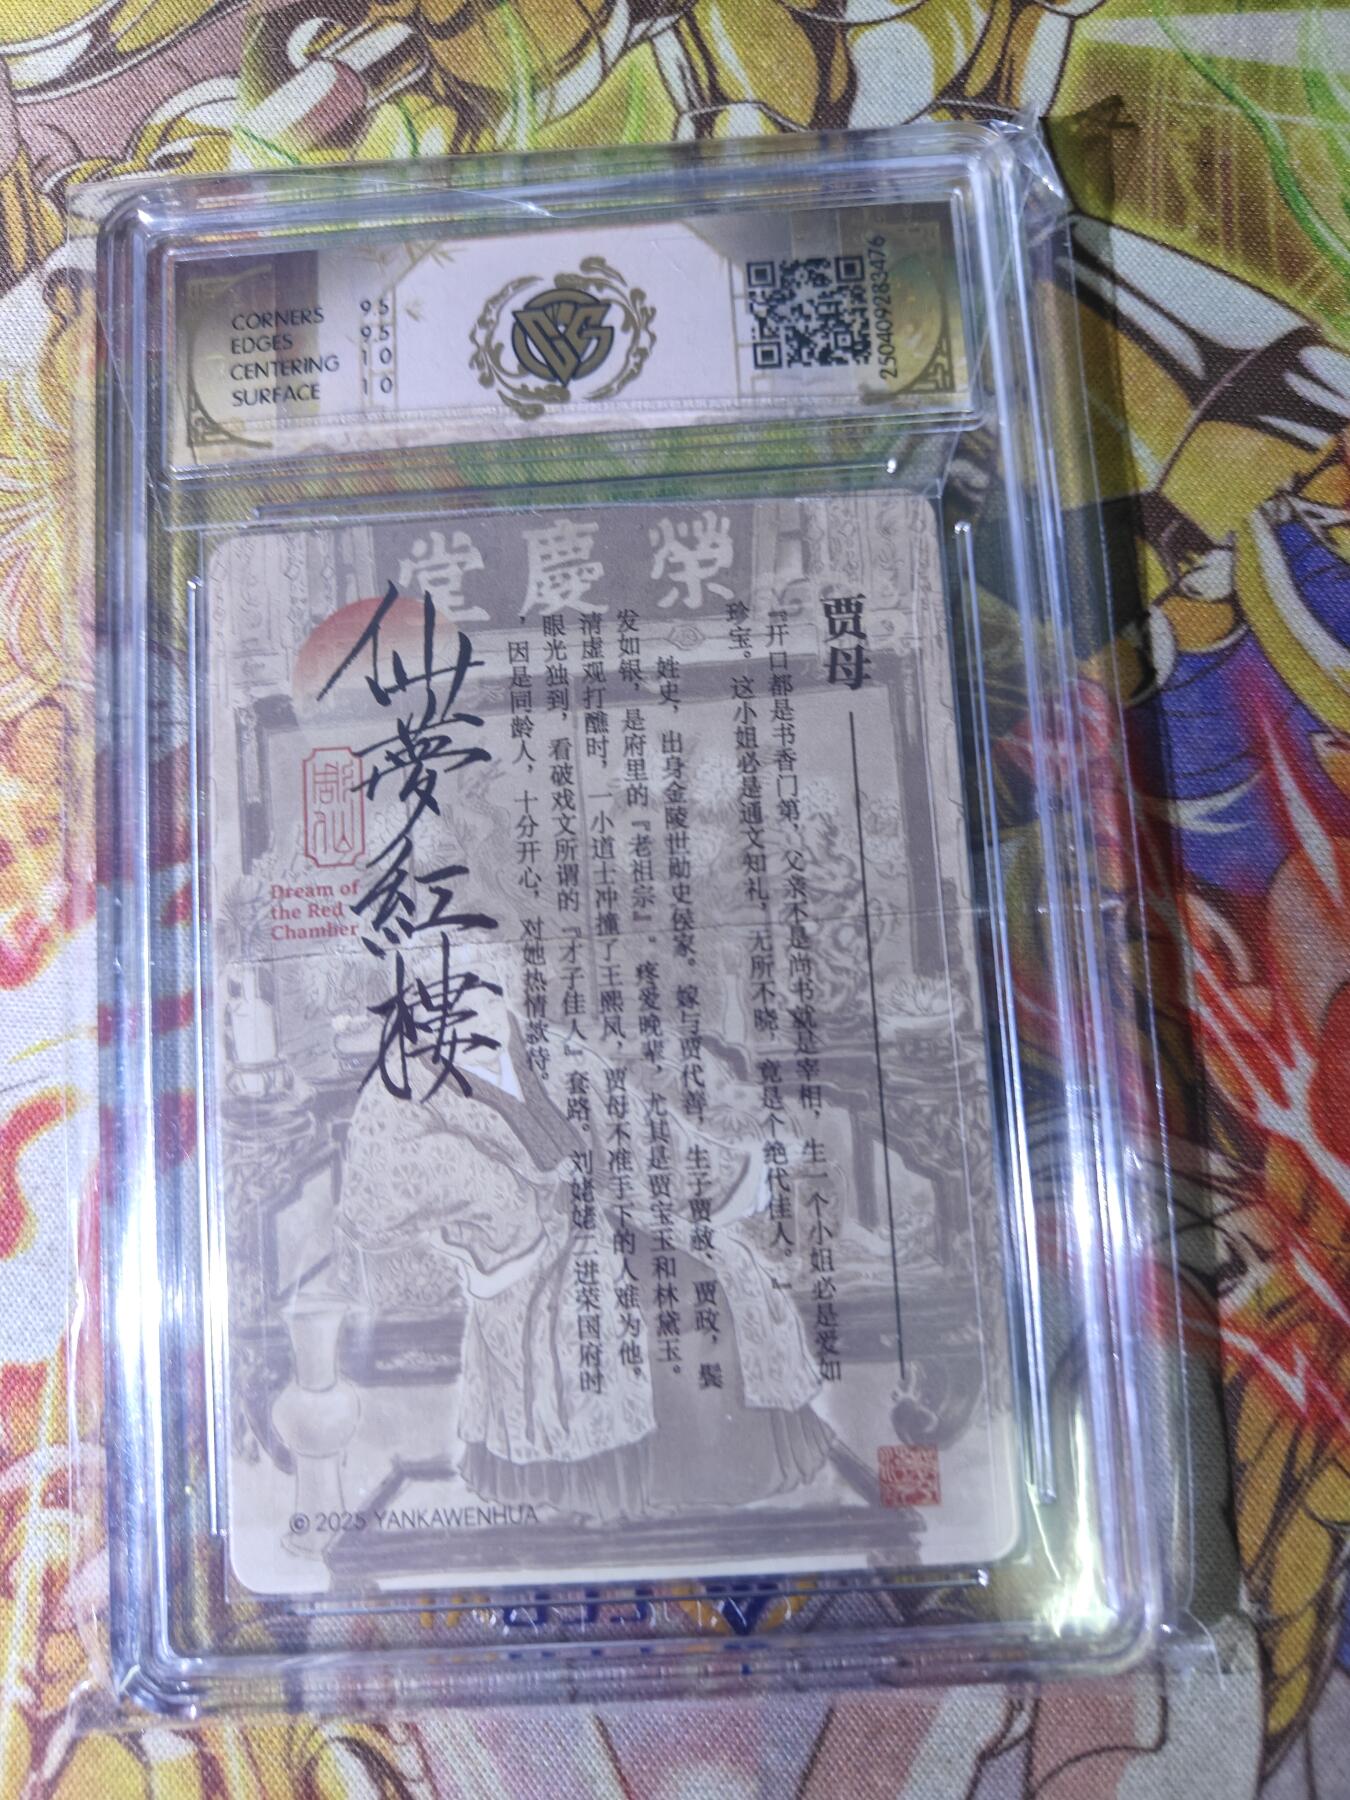 CORNERS 9.5
EDGES 9.5
CENTERING 10
SURFACE 10
CCS
250409283476
榮慶堂
贾母
『开口都是书香门第，父亲不是尚书就是宰相，生一个小姐必是爱如
珍宝。这小姐必是通文知礼，无所不晓，竟是个绝代佳人。』
姓史，出身金陵世勋史侯家。嫁与贾代善，生子贾赦、贾政，鬓
发如银，是府里的『老祖宗』。疼爱晚辈，尤其是贾宝玉和林黛玉。
清虚观打醮时，一小道士冲撞了王熙凤，贾母不准手下的人难为他。
眼光独到，看破戏文所谓的『才子佳人』套路。刘姥姥二进荣国府时
，因是同龄人，十分开心，对她热情款待。
仙夢紅樓
Dream of
the Red
Chamber
© 2025 YANKAWENHUA